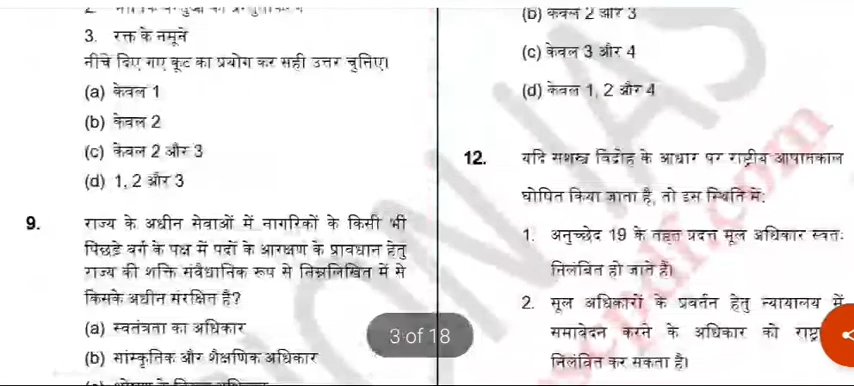 3. रक्त के नमूने
नीचे दिए गए कूट का प्रयोग कर सही उत्तर चुनिए।
(a) केवल 1
(b) केवल 2
(c) केवल 2 और 3
(d) 1, 2 और 3
9. राज्य के अधीन सेवाओं में नागरिकों के किसी भी
पिछड़े वर्ग के पक्ष में पदों के आरक्षण के प्रावधान हेतु
राज्य की शक्ति संवैधानिक रूप से निम्नलिखित में से
किसके अधीन संरक्षित है?
(a) स्वतंत्रता का अधिकार
(b) सांस्कृतिक और शैक्षणिक अधिकार
(b) केवल 2 और 3
(c) केवल 3 और 4
(d) केवल 1, 2 और 4
12. यदि सशस्त्र विद्रोह के आधार पर राष्ट्रीय आपातकाल
घोषित किया जाता है, तो इस स्थिति में:
1. अनुच्छेद 19 के तहत प्रदत्त मूल अधिकार स्वतः
निलंबित हो जाते हैं।
2. मूल अधिकारों के प्रवर्तन हेतु न्यायालय में
समावेदन करने के अधिकार को
निलंबित कर सकता है।
3 of 18